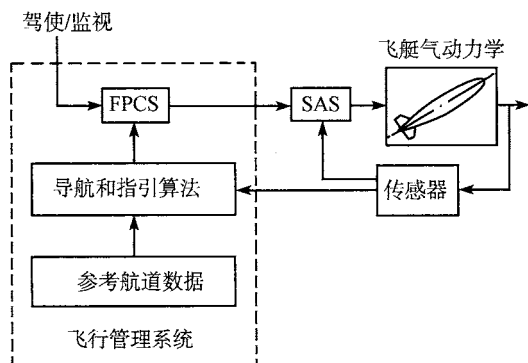 驾使/监视
飞艇气动力学
FPCS
SAS
导航和指引算法
传感器
参考航道数据
飞行管理系统